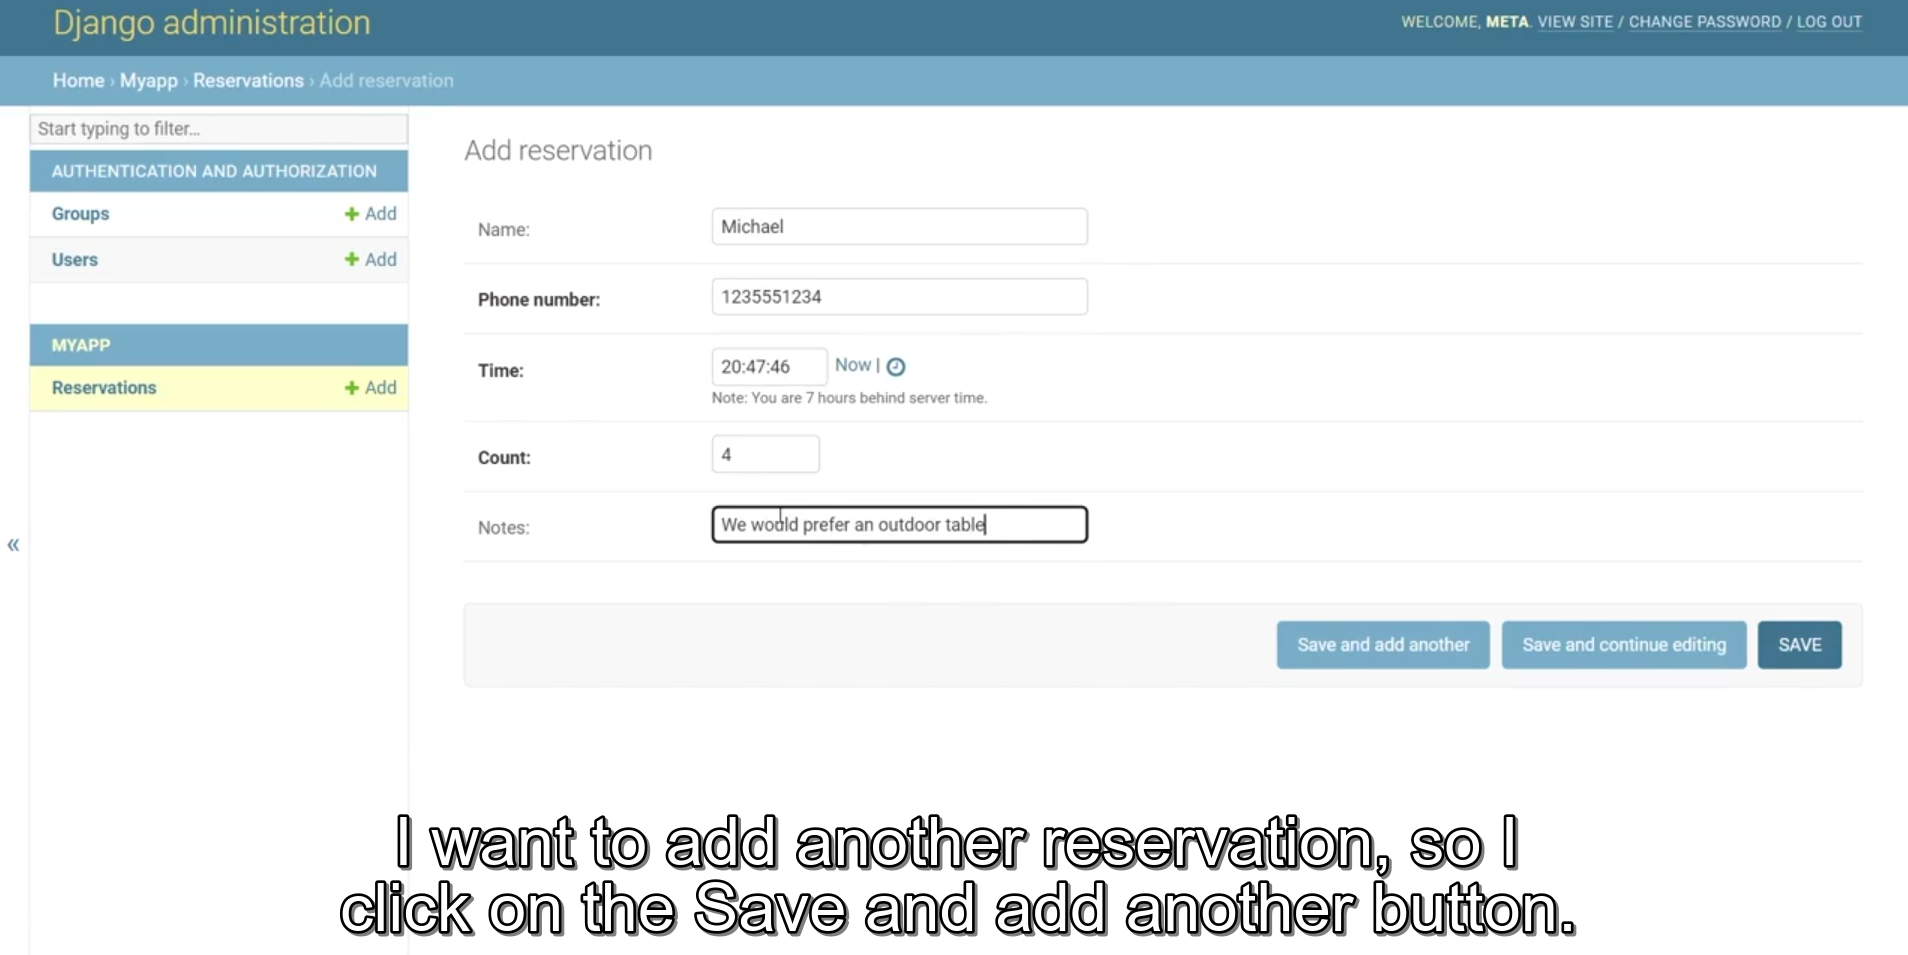 Django administration
WELCOME, META. VIEW SITE / CHANGE PASSWORD / LOG OUT
Home › Myapp › Reservations › Add reservation
Start typing to filter...
AUTHENTICATION AND AUTHORIZATION
Groups + Add
Users + Add
MYAPP
Reservations + Add
«
Add reservation
Name: Michael
Phone number: 1235551234
Time: 20:47:46 Now |
Note: You are 7 hours behind server time.
Count: 4
Notes: We would prefer an outdoor table
Save and add another Save and continue editing SAVE
I want to add another reservation, so I
click on the Save and add another button.